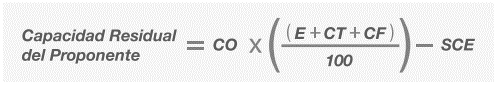 Capacidad Residual
del Proponente = CO x ( ( E + CT + CF ) / 100 ) – SCE